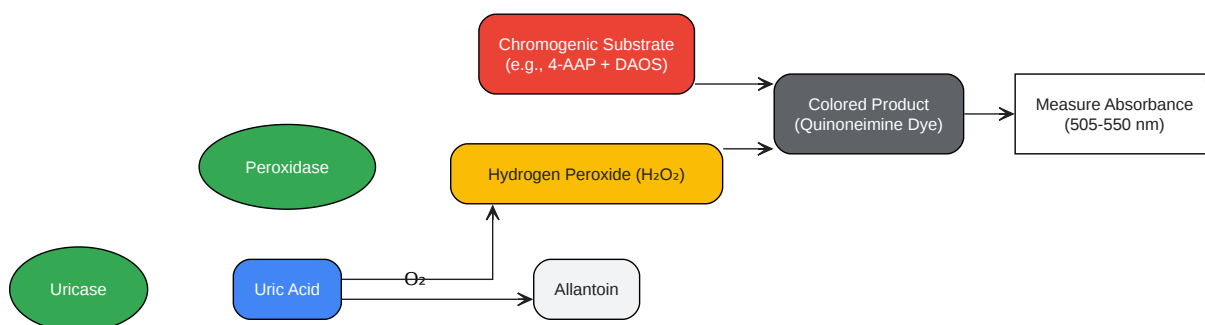 Chromogenic Substrate
(e.g., 4-AAP + DAOS)
Colored Product
(Quinoneimine Dye)
Measure Absorbance
(505-550 nm)
Peroxidase
Hydrogen Peroxide (H₂O₂)
Uricase
Uric Acid
O₂
Allantoin